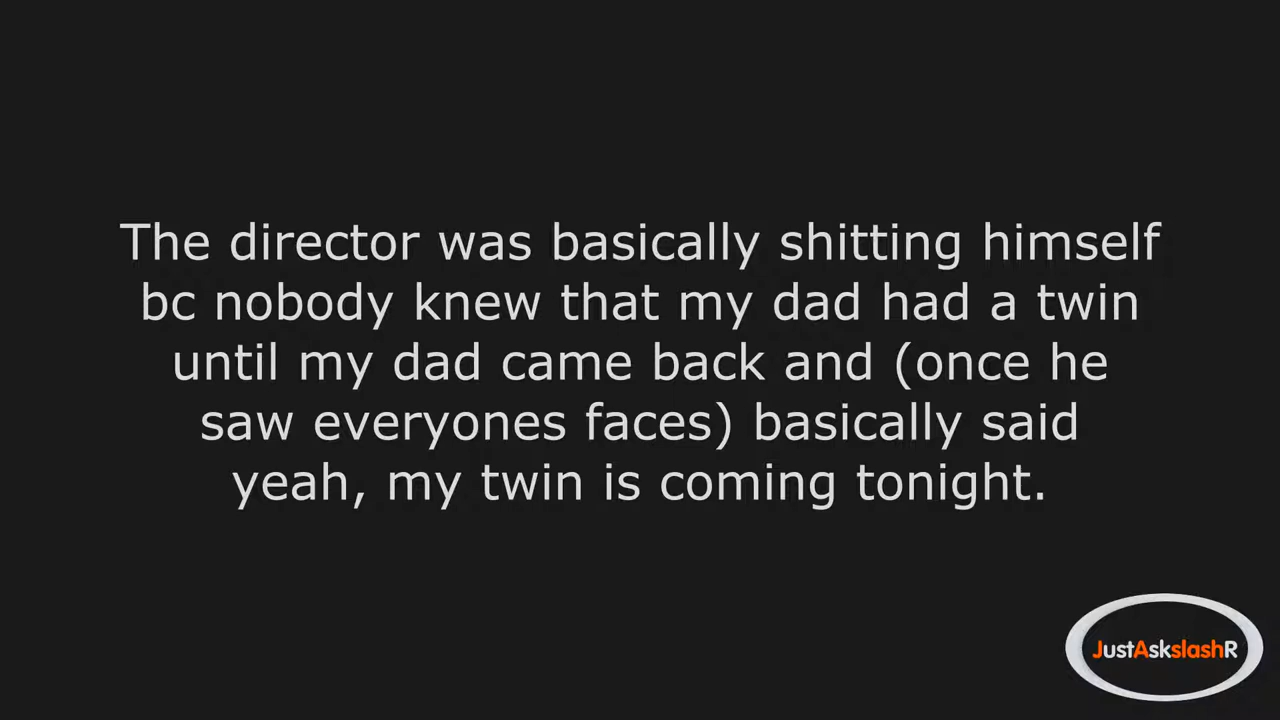 The director was basically shitting himself
bc nobody knew that my dad had a twin
until my dad came back and (once he
saw everyones faces) basically said
yeah, my twin is coming tonight.
JustAskslashR